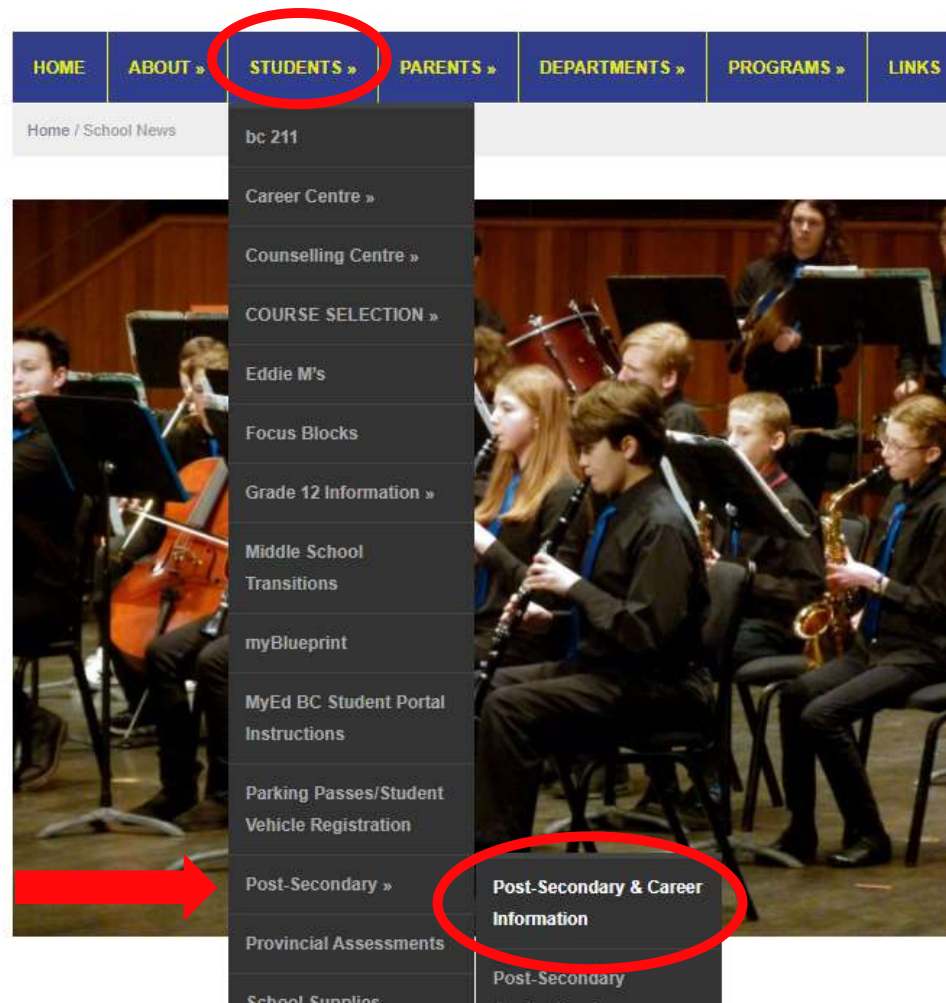 HOME ABOUT » STUDENTS » PARENTS » DEPARTMENTS » PROGRAMS » LINKS
Home / School News
bc 211
Career Centre »
Counselling Centre »
COURSE SELECTION »
Eddie M's
Focus Blocks
Grade 12 Information »
Middle School
Transitions
myBlueprint
MyEd BC Student Portal
Instructions
Parking Passes/Student
Vehicle Registration
Post-Secondary »
Provincial Assessments
School Supplies
Post-Secondary & Career
Information
Post-Secondary